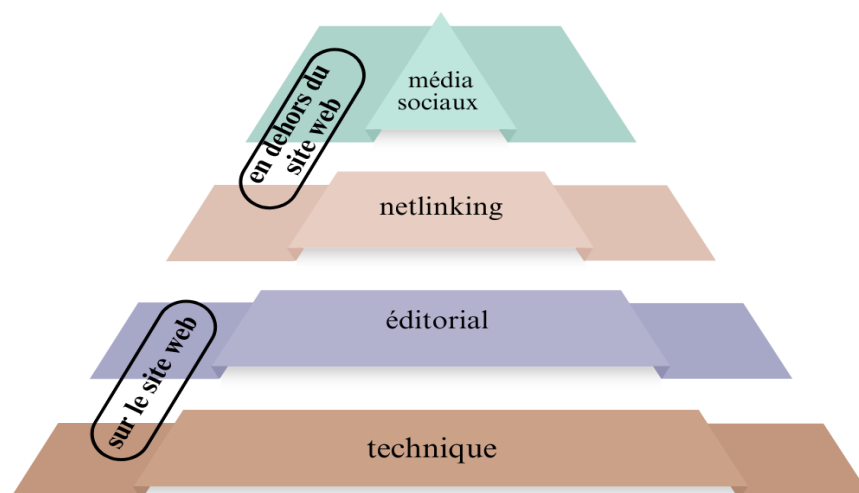 média
sociaux
en dehors du
site web
netlinking
éditorial
sur le site web
technique